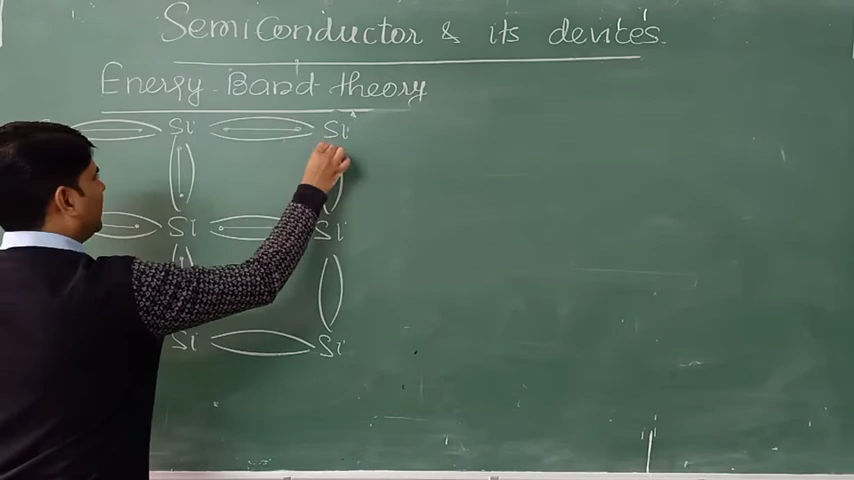 Semiconductor & its devices
Energy Band theory
Si Si
Si Si
Si Si